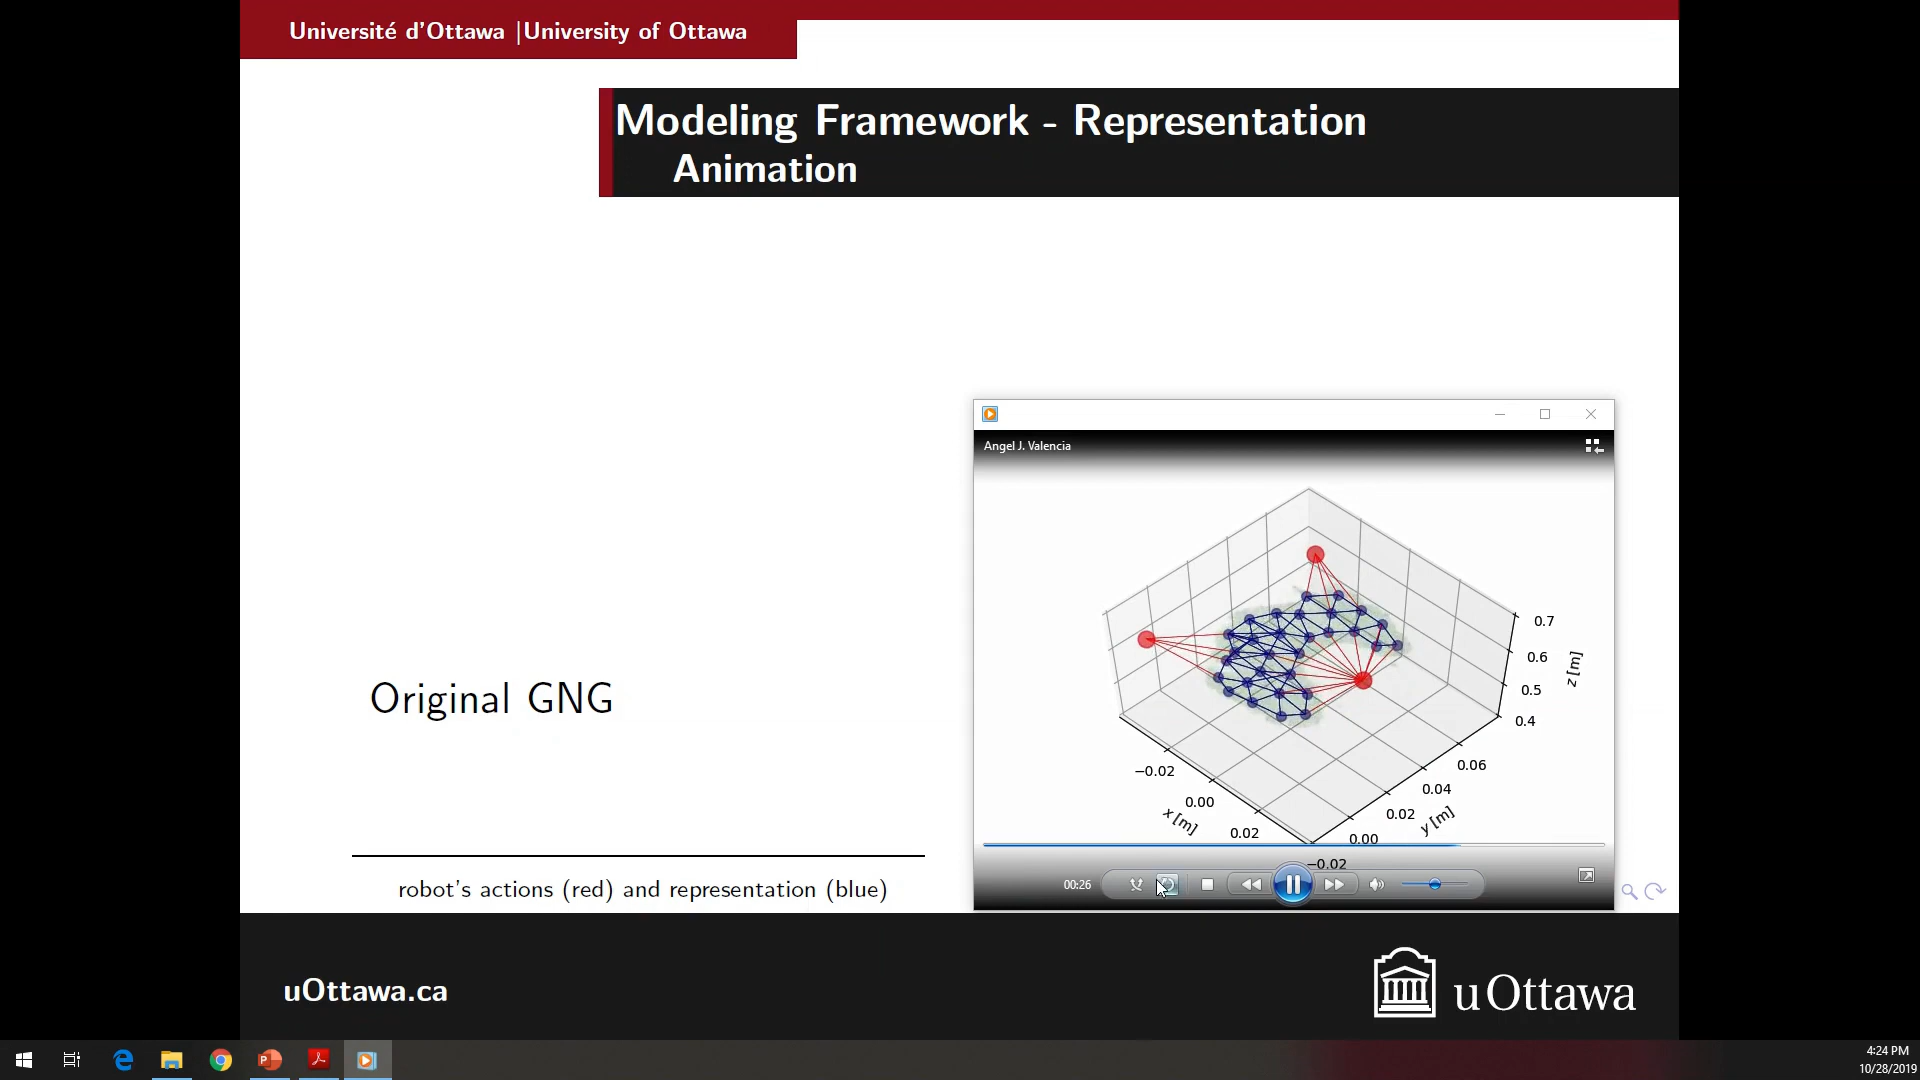 Université d'Ottawa |University of Ottawa
Modeling Framework - Representation
Animation
Angel J. Valencia
0.7
0.6
0.5
0.4
z [m]
−0.02
0.00
0.02
x [m]
0.06
0.04
0.02
0.00
−0.02
y [m]
Original GNG
00:26
robot's actions (red) and representation (blue)
uOttawa.ca
uOttawa
4:24 PM
10/28/2019